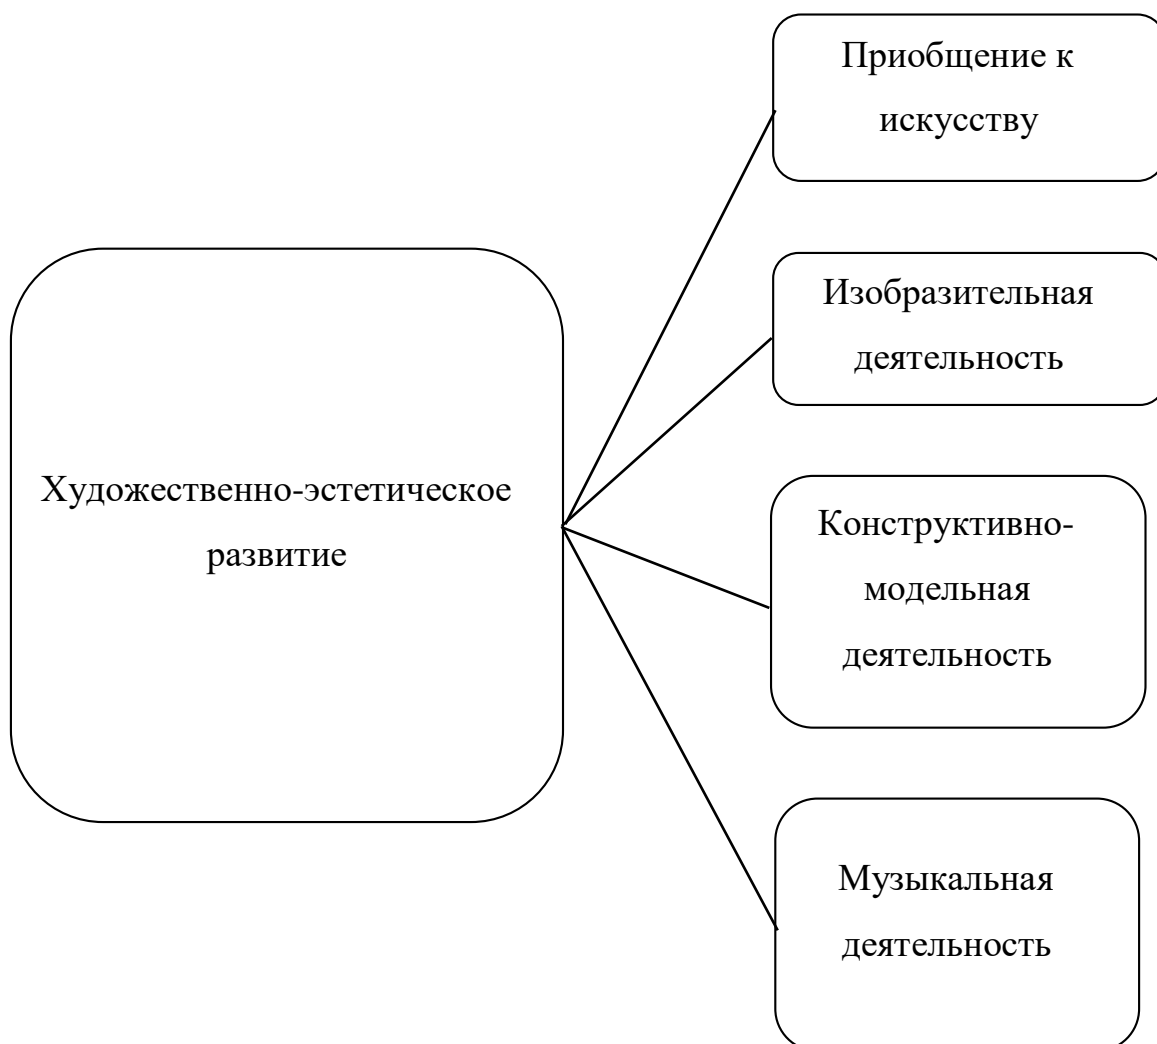 Приобщение к
искусству
Изобразительная
деятельность
Художественно-эстетическое
развитие
Конструктивно-
модельная
деятельность
Музыкальная
деятельность